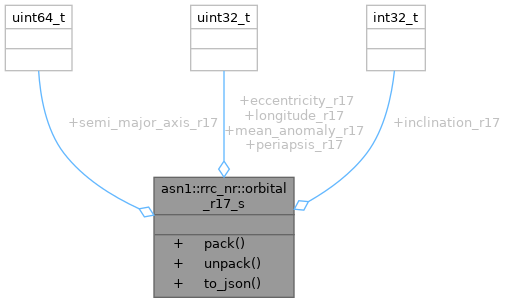 uint64_t
uint32_t
int32_t
+semi_major_axis_r17
+eccentricity_r17
+longitude_r17
+mean_anomaly_r17
+periapsis_r17
+inclination_r17
asn1::rrc_nr::orbital
_r17_s
+ pack()
+ unpack()
+ to_json()